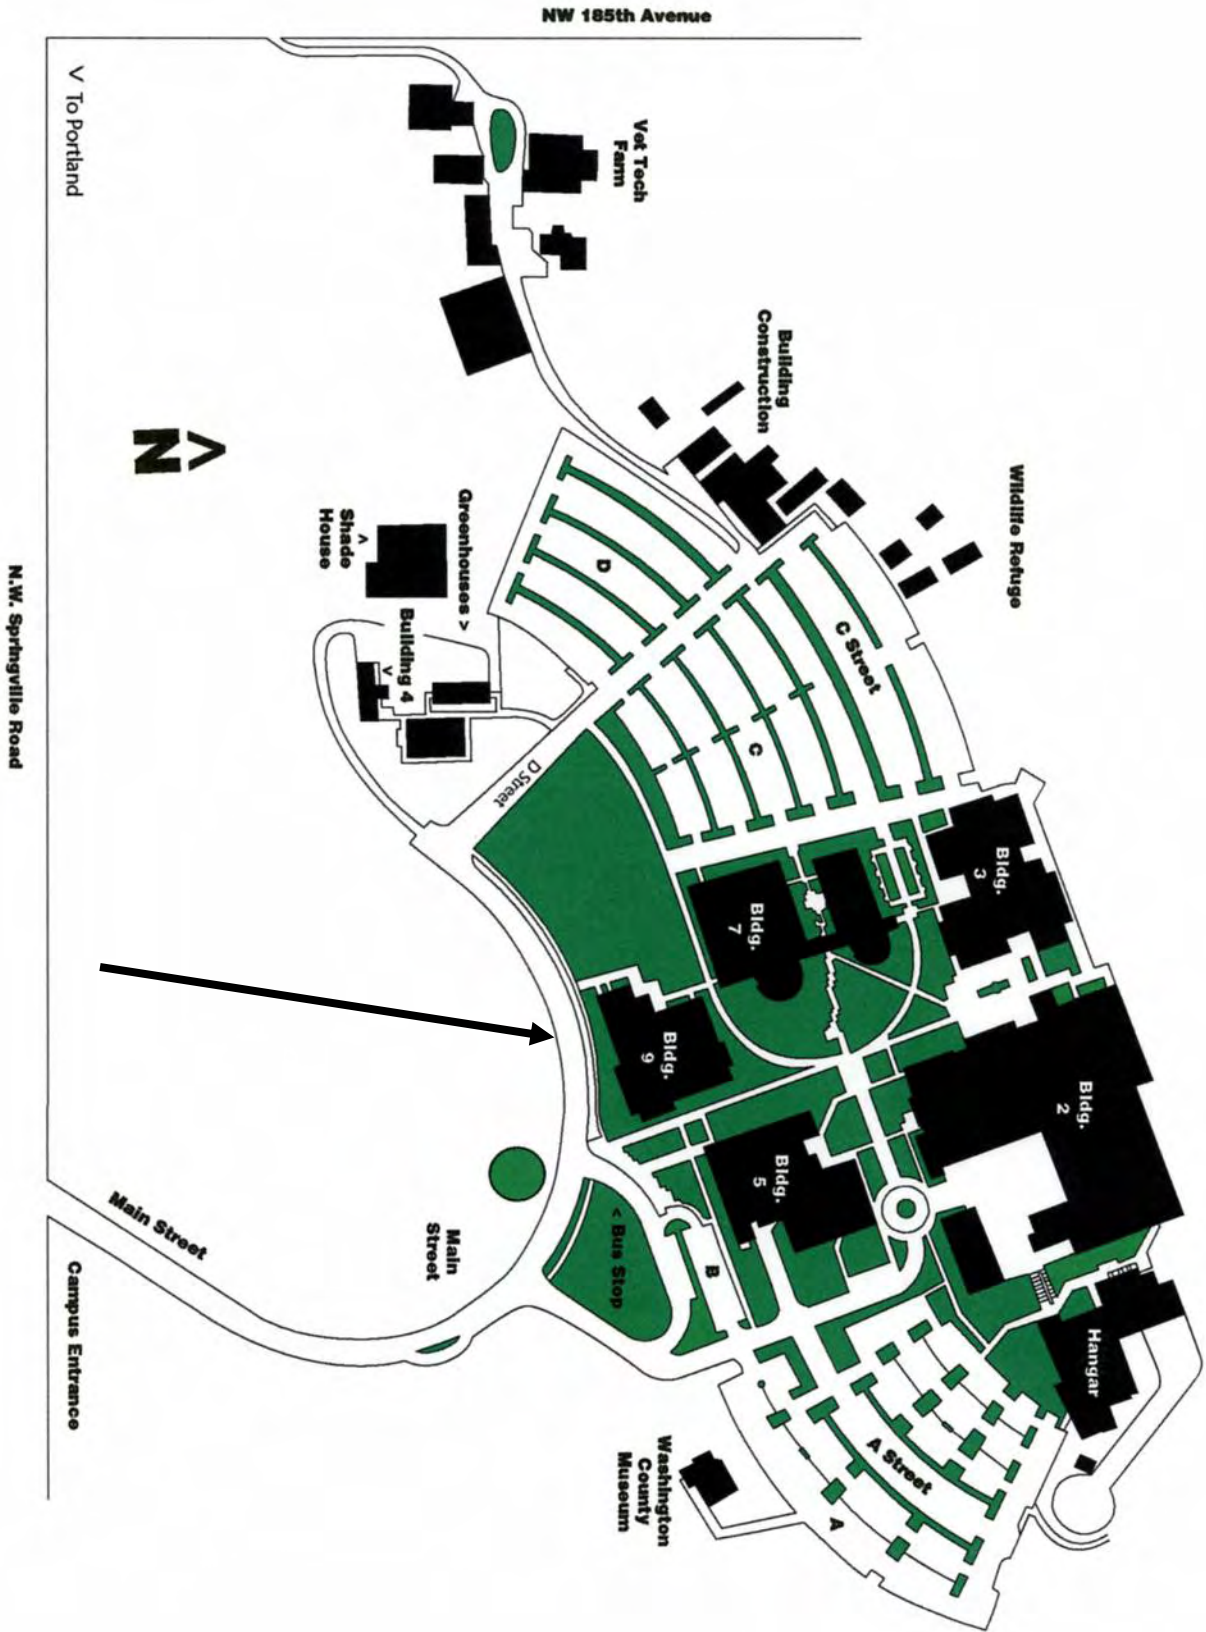 NW 185th Avenue
< To Portland
Vet Tech
Farm
Building
Construction
Wildlife Refuge
N
>
Greenhouses >
^
Shade
House
Building 4
v
D
C Street
C
D Street
N.W. Springville Road
Bldg.
3
Bldg.
7
Bldg.
9
Bldg.
2
Bldg.
5
< Bus Stop
B
Main
Street
Main Street
Campus Entrance
Hangar
A Street
A
Washington
County
Museum